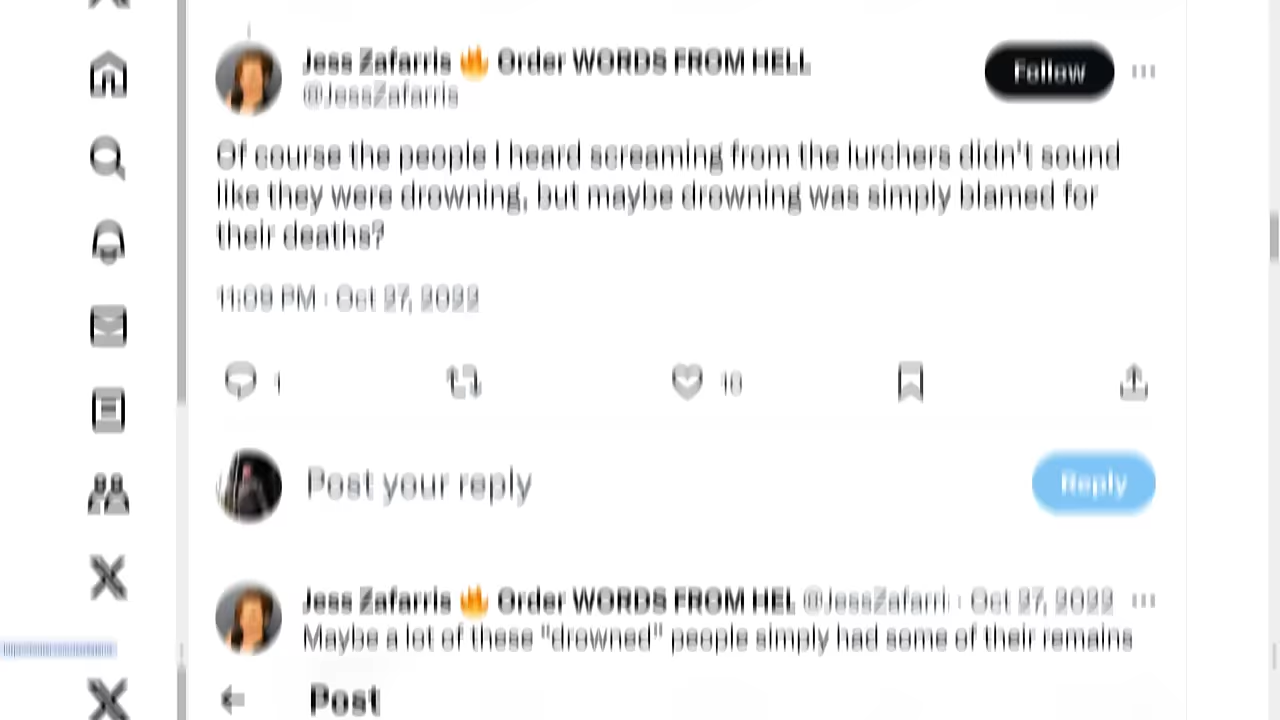 Jess Zafarris 🔥 Order WORDS FROM HELL
Follow
@JessZafarris
Of course the people I heard screaming from the lurchers didn't sound
like they were drowning, but maybe drowning was simply blamed for
their deaths?
11:09 PM · Oct 27, 2022
1
10
Post your reply
Reply
Jess Zafarris 🔥 Order WORDS FROM HEL @JessZafarri · Oct 27, 2022
Maybe a lot of these "drowned" people simply had some of their remains
Post